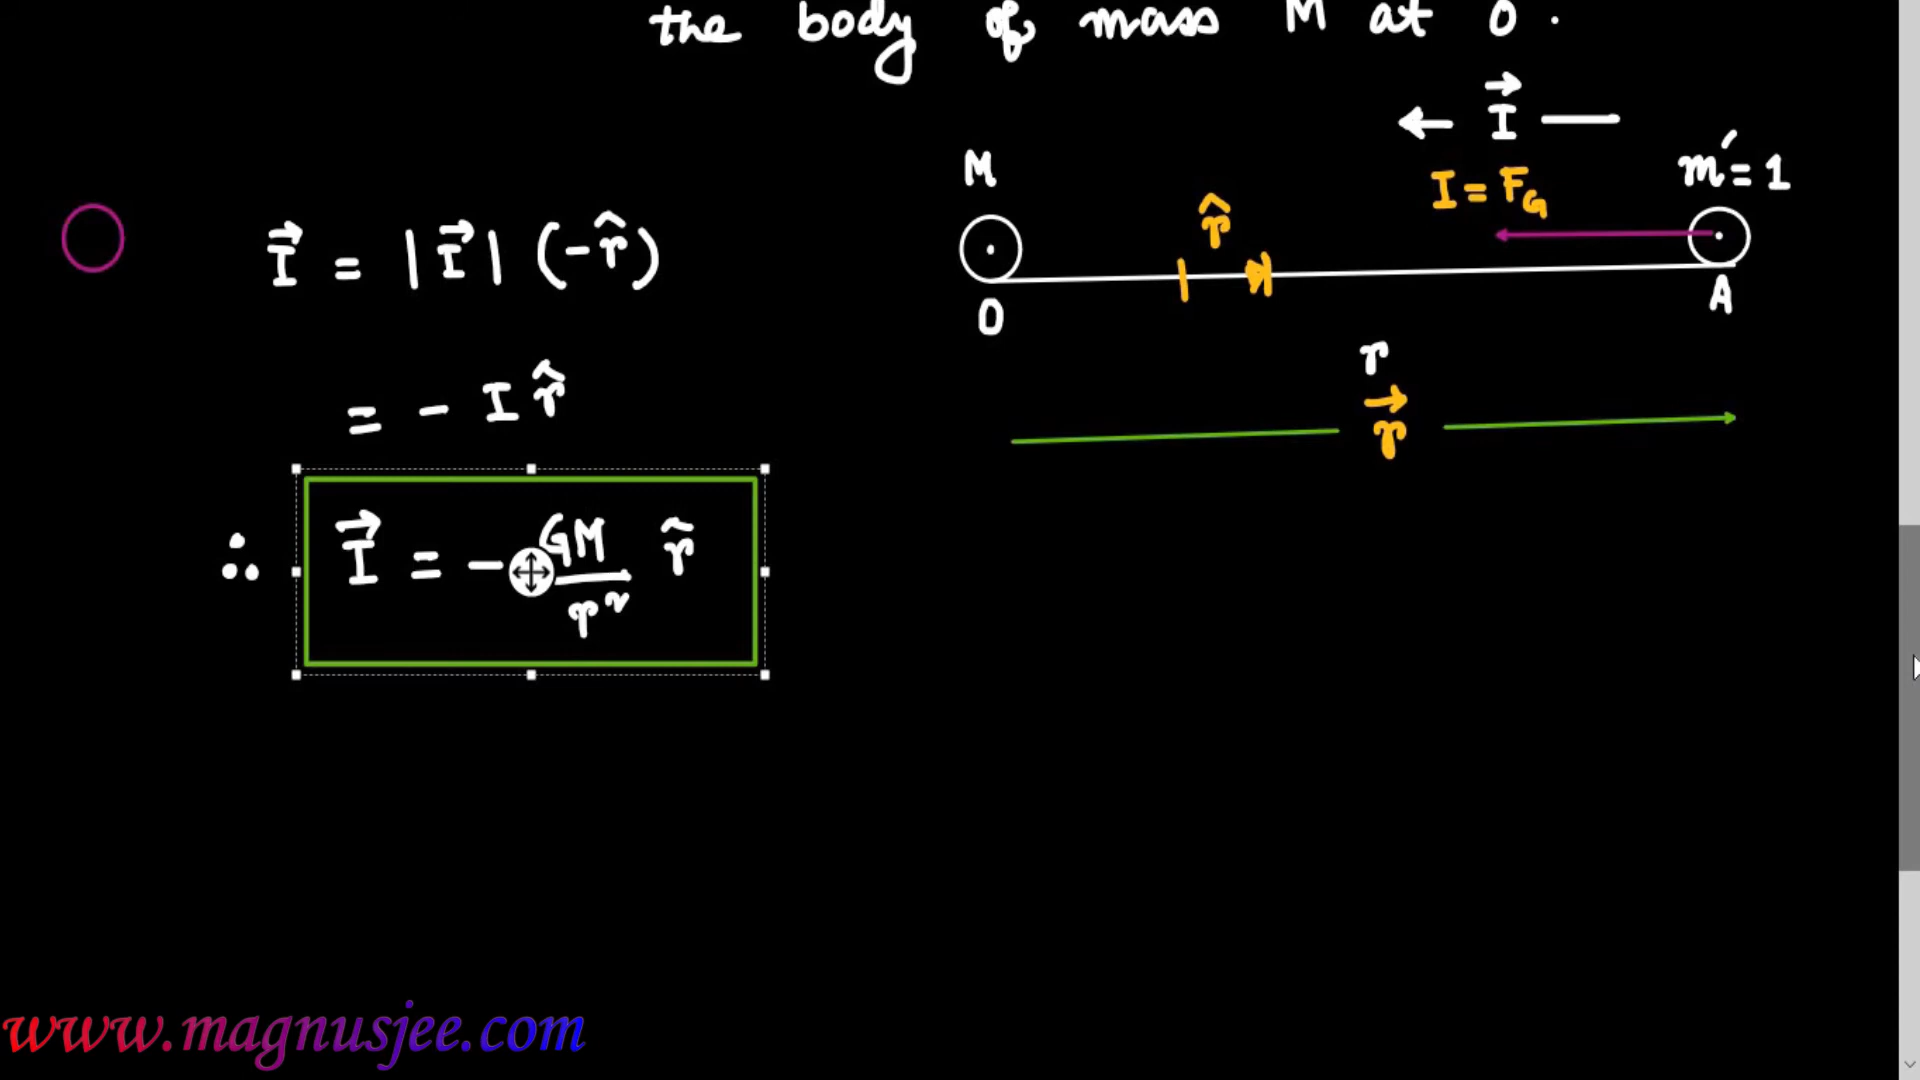 the body of mass M at O.
← I⃗ —
M
m′ = 1
I = F_G
r̂
I⃗ = |I⃗| (-r̂)
O
A
r
= - I r̂
r⃗
∴ I⃗ = - GM/r² r̂
www.magnusjee.com